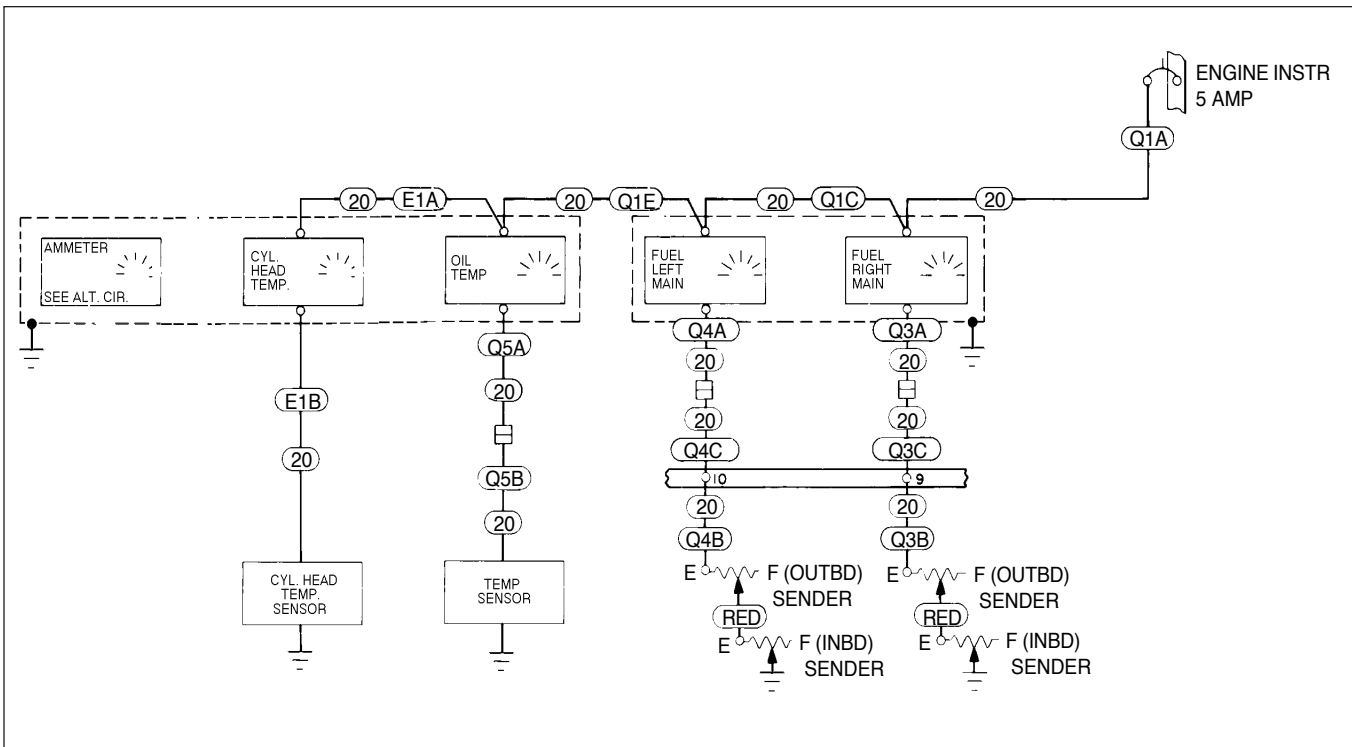 ENGINE INSTR
5 AMP
Q1A
20 E1A 20 Q1E 20 Q1C 20
AMMETER
SEE ALT. CIR.
CYL.
HEAD
TEMP.
OIL
TEMP
FUEL
LEFT
MAIN
FUEL
RIGHT
MAIN
Q5A
Q4A
Q3A
20
20
20
E1B
20
20
20
Q4C
Q3C
Q5B
10
9
20
20
20
20
Q4B
Q3B
CYL. HEAD
TEMP.
SENSOR
TEMP
SENSOR
E F (OUTBD)
SENDER
E F (OUTBD)
SENDER
RED
RED
E F (INBD)
SENDER
E F (INBD)
SENDER